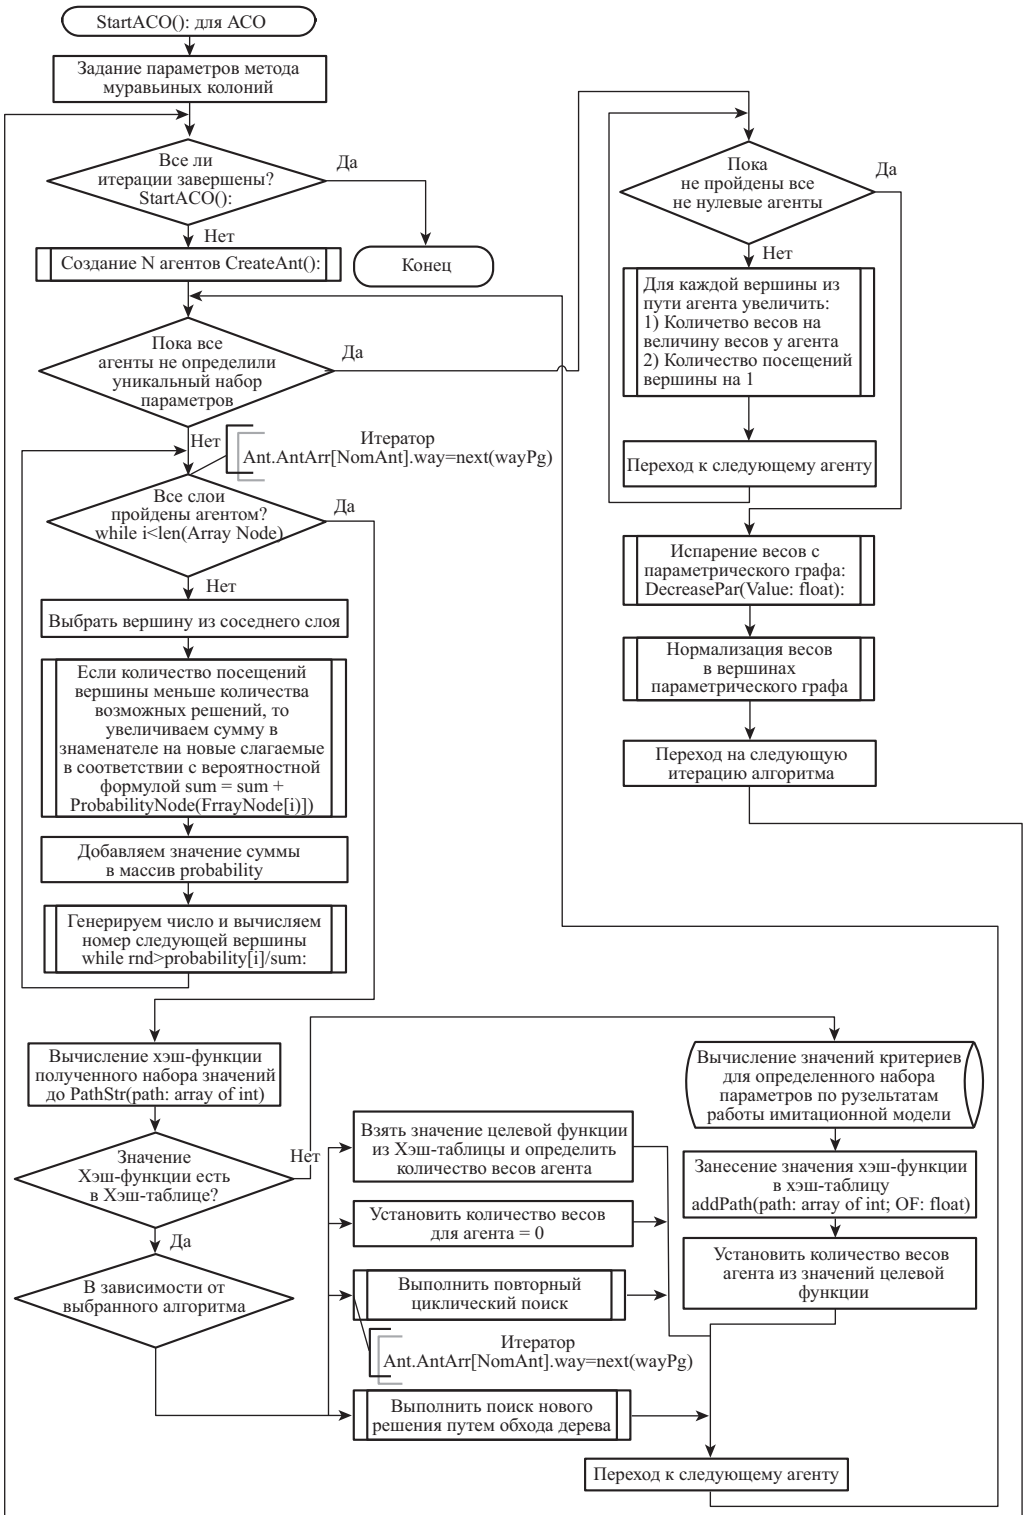 StartACO(): для ACO
Задание параметров метода
муравьиных колоний
Все ли
итерации завершены?
StartACO():
Да
Нет
Создание N агентов CreateAnt():
Конец
Пока все
агенты не определили
уникальный набор
параметров
Да
Нет
Итератор
Ant.AntArr[NomAnt].way=next(wayPg)
Все слои
пройдены агентом?
while i<len(Array Node)
Да
Нет
Выбрать вершину из соседнего слоя
Если количество посещений
вершины меньше количества
возможных решений, то
увеличиваем сумму в
знаменателе на новые слагаемые
в соответствии с вероятностной
формулой sum = sum +
ProbabilityNode(FrrayNode[i)])
Добавляем значение суммы
в массив probability
Генерируем число и вычисляем
номер следующей вершины
while rnd>probability[i]/sum:
Вычисление хэш-функции
полученного набора значений
до PathStr(path: array of int)
Значение
Хэш-функции есть
в Хэш-таблице?
Нет
Да
В зависимости от
выбранного алгоритма
Взять значение целевой функции
из Хэш-таблицы и определить
количество весов агента
Установить количество весов
для агента = 0
Выполнить повторный
циклический поиск
Итератор
Ant.AntArr[NomAnt].way=next(wayPg)
Выполнить поиск нового
решения путем обхода дерева
Пока
не пройдены все
не нулевые агенты
Да
Нет
Для каждой вершины из
пути агента увеличить:
1) Количетво весов на
величину весов у агента
2) Количество посещений
вершины на 1
Переход к следующему агенту
Испарение весов с
параметрического графа:
DecreasePar(Value: float):
Нормализация весов
в вершинах
параметрического графа
Переход на следующую
итерацию алгоритма
Вычисление значений критериев
для определенного набора
параметров по рузельтатам
работы имитационной модели
Занесение значения хэш-функции
в хэш-таблицу
addPath(path: array of int; OF: float)
Установить количество весов
агента из значений целевой
функции
Переход к следующему агенту